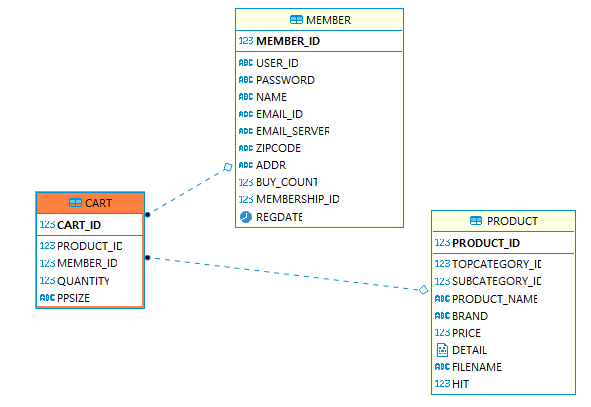 MEMBER
123 MEMBER_ID
ABC USER_ID
ABC PASSWORD
ABC NAME
ABC EMAIL_ID
ABC EMAIL_SERVER
ABC ZIPCODE
ABC ADDR
123 BUY_COUNT
123 MEMBERSHIP_ID
REGDATE
CART
123 CART_ID
123 PRODUCT_ID
123 MEMBER_ID
123 QUANTITY
ABC PPSIZE
PRODUCT
123 PRODUCT_ID
123 TOPCATEGORY_ID
123 SUBCATEGORY_ID
ABC PRODUCT_NAME
ABC BRAND
123 PRICE
DETAIL
ABC FILENAME
123 HIT